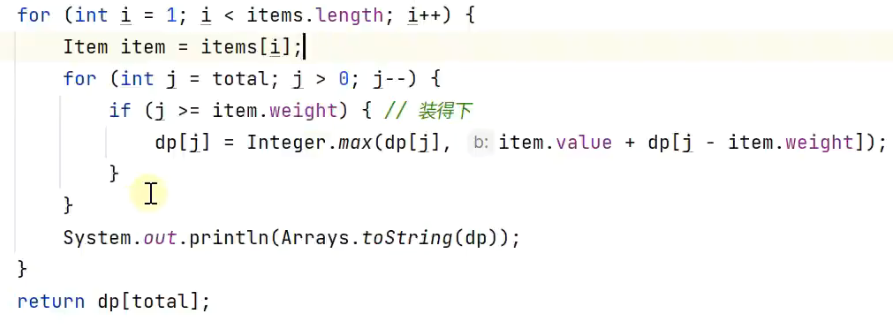 for (int i = 1; i < items.length; i++) {
    Item item = items[i];
    for (int j = total; j > 0; j--) {
        if (j >= item.weight) { // 装得下
            dp[j] = Integer.max(dp[j], b: item.value + dp[j - item.weight]);
        }
    }
    System.out.println(Arrays.toString(dp));
}
return dp[total];